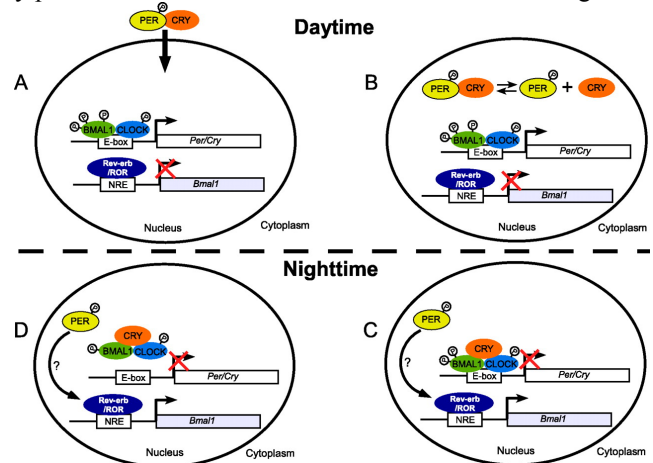 P
PER CRY
Daytime
A
P P P P
BMAL1 CLOCK
E-box
Per/Cry
Rev-erb
/ROR
NRE
Bmal1
Nucleus
Cytoplasm
B
P P
PER CRY PER + CRY
P P P P
BMAL1 CLOCK
E-box
Per/Cry
Rev-erb
/ROR
NRE
Bmal1
Nucleus
Cytoplasm
Nighttime
D
P
PER
CRY
P P
BMAL1 CLOCK
?
E-box
Per/Cry
Rev-erb
/ROR
NRE
Bmal1
Nucleus
Cytoplasm
C
P
PER
CRY
P P P
BMAL1 CLOCK
E-box
?
Per/Cry
Rev-erb
/ROR
NRE
Bmal1
Nucleus
Cytoplasm